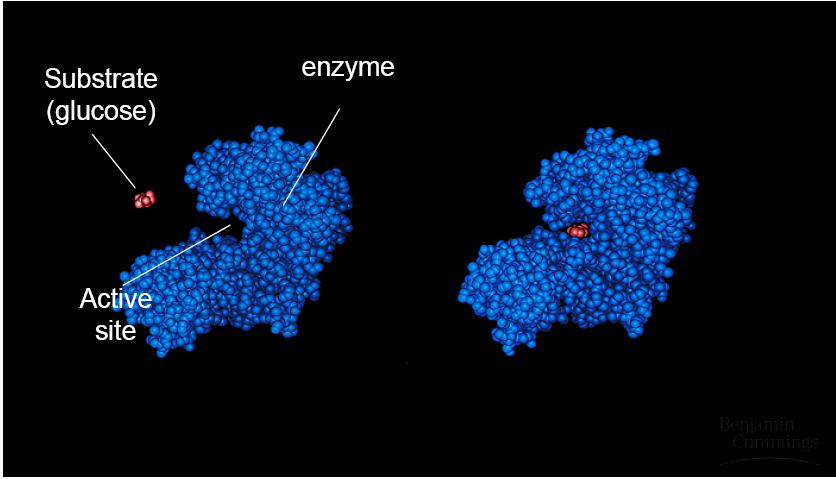 Substrate
(glucose)
enzyme
Active
site
Benjamin
Cummings